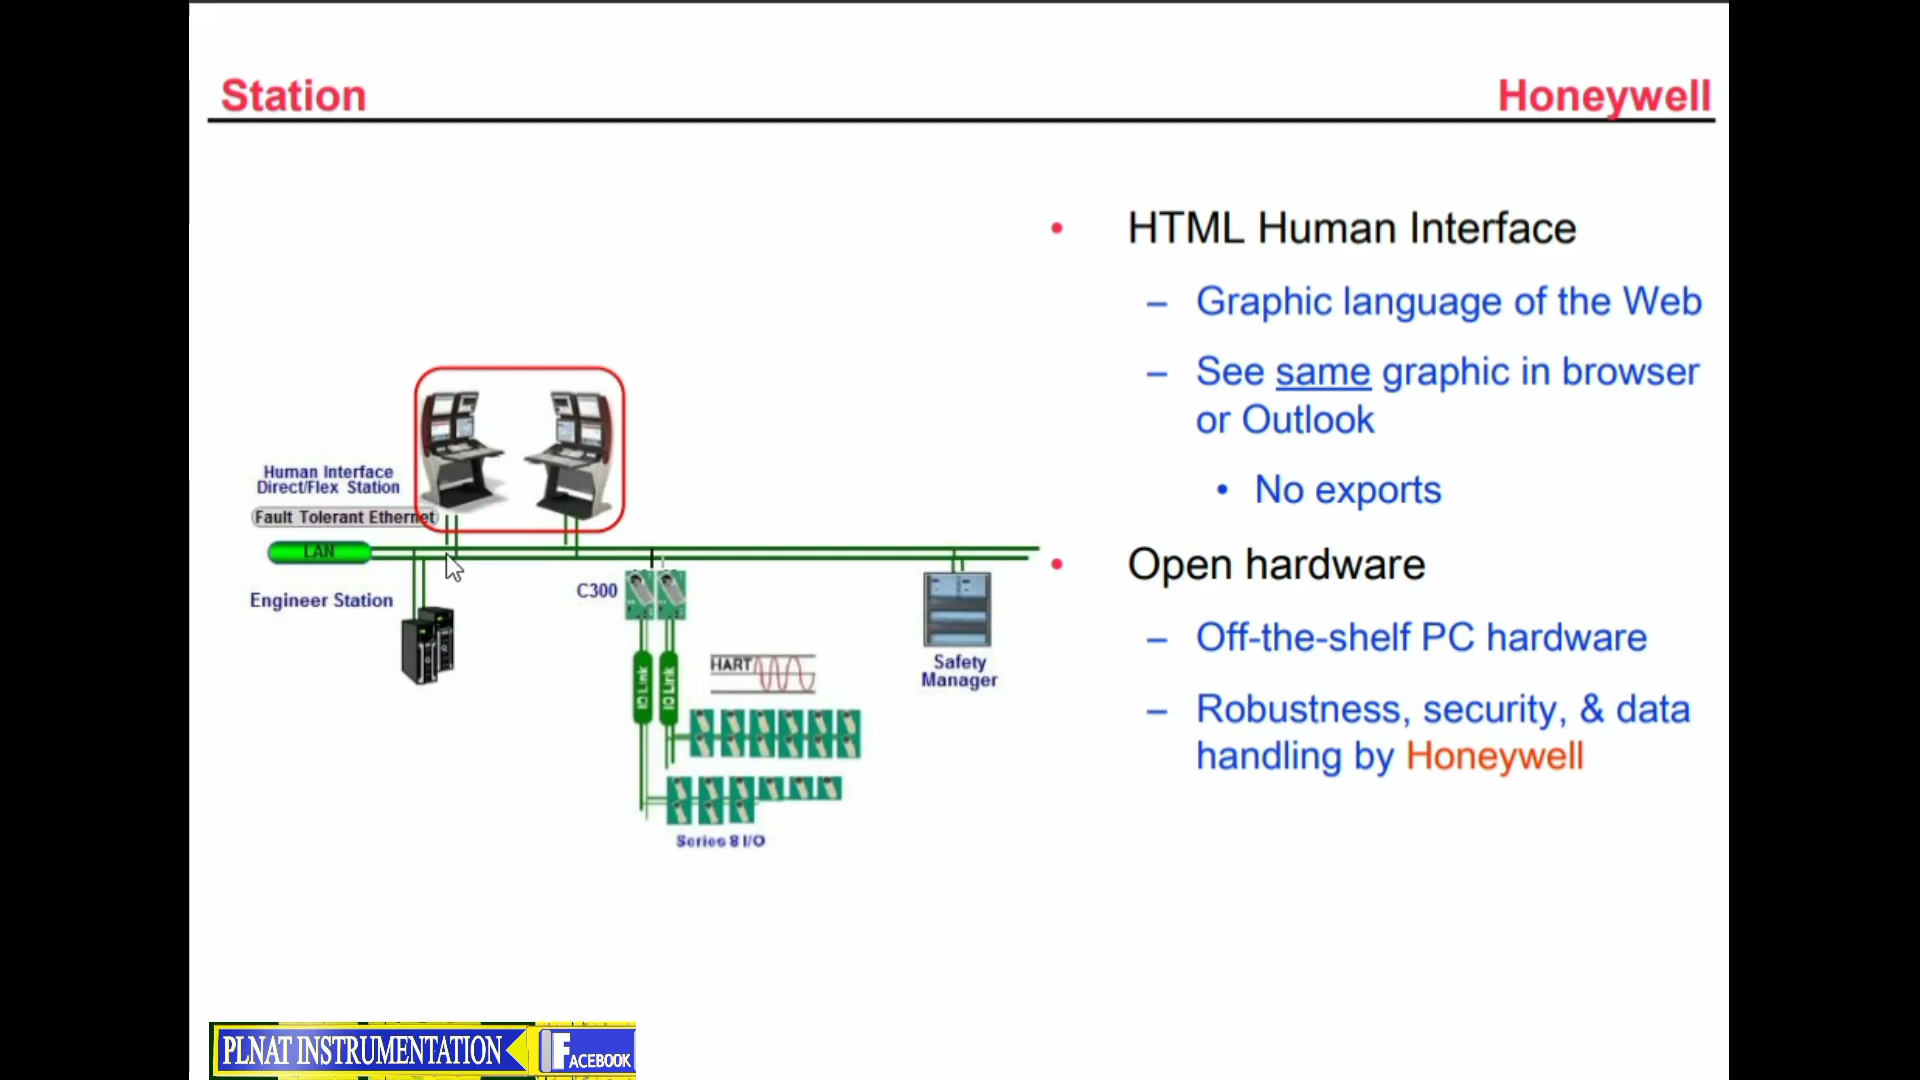 Station
Honeywell
• HTML Human Interface
– Graphic language of the Web
– See same graphic in browser
or Outlook
• No exports
• Open hardware
– Off-the-shelf PC hardware
– Robustness, security, & data
handling by Honeywell
Human Interface
Direct/Flex Station
Fault Tolerant Ethernet
LAN
Engineer Station
C300
IO Link
IO Link
HART
Safety
Manager
Series 8 I/O
PLNAT INSTRUMENTATION
FACEBOOK